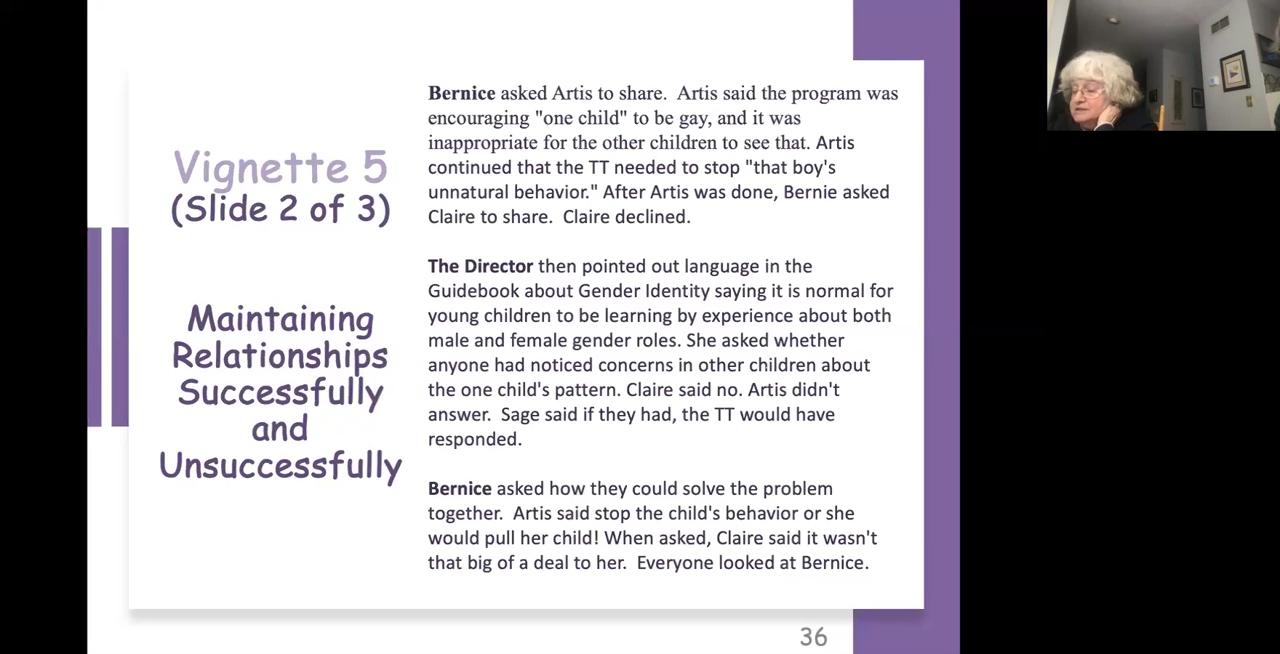 Vignette 5
(Slide 2 of 3)
Maintaining
Relationships
Successfully
and
Unsuccessfully
Bernice asked Artis to share.  Artis said the program was
encouraging "one child" to be gay, and it was
inappropriate for the other children to see that. Artis
continued that the TT needed to stop "that boy's
unnatural behavior." After Artis was done, Bernie asked
Claire to share.  Claire declined.
The Director then pointed out language in the
Guidebook about Gender Identity saying it is normal for
young children to be learning by experience about both
male and female gender roles. She asked whether
anyone had noticed concerns in other children about
the one child's pattern. Claire said no. Artis didn't
answer.  Sage said if they had, the TT would have
responded.
Bernice asked how they could solve the problem
together.  Artis said stop the child's behavior or she
would pull her child! When asked, Claire said it wasn't
that big of a deal to her.  Everyone looked at Bernice.
36